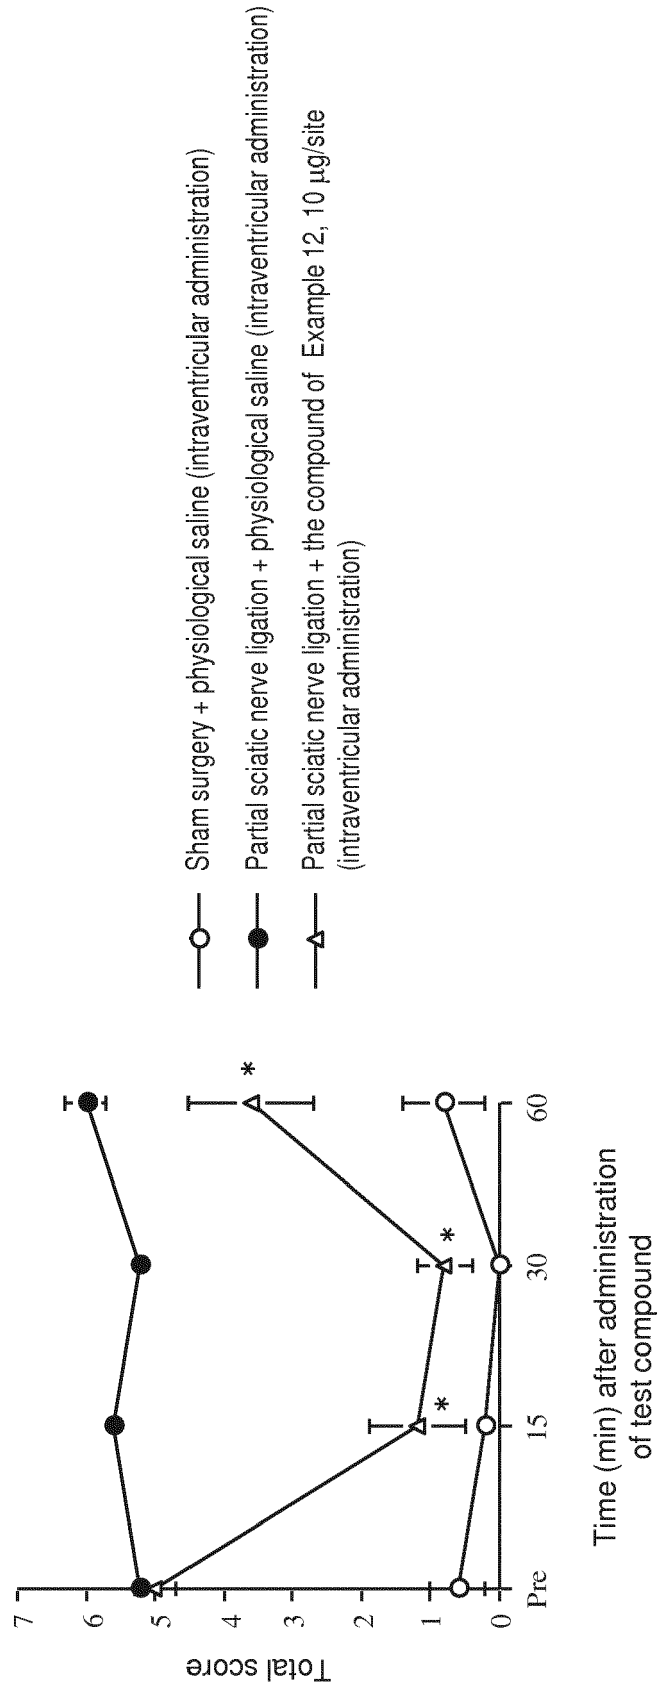 Total score
7
6
5
4
3
2
1
0
Pre
15
30
60
*
*
*
Time (min) after administration
of test compound
Sham surgery + physiological saline (intraventricular administration)
Partial sciatic nerve ligation + physiological saline (intraventricular administration)
Partial sciatic nerve ligation + the compound of Example 12, 10 µg/site
(intraventricular administration)